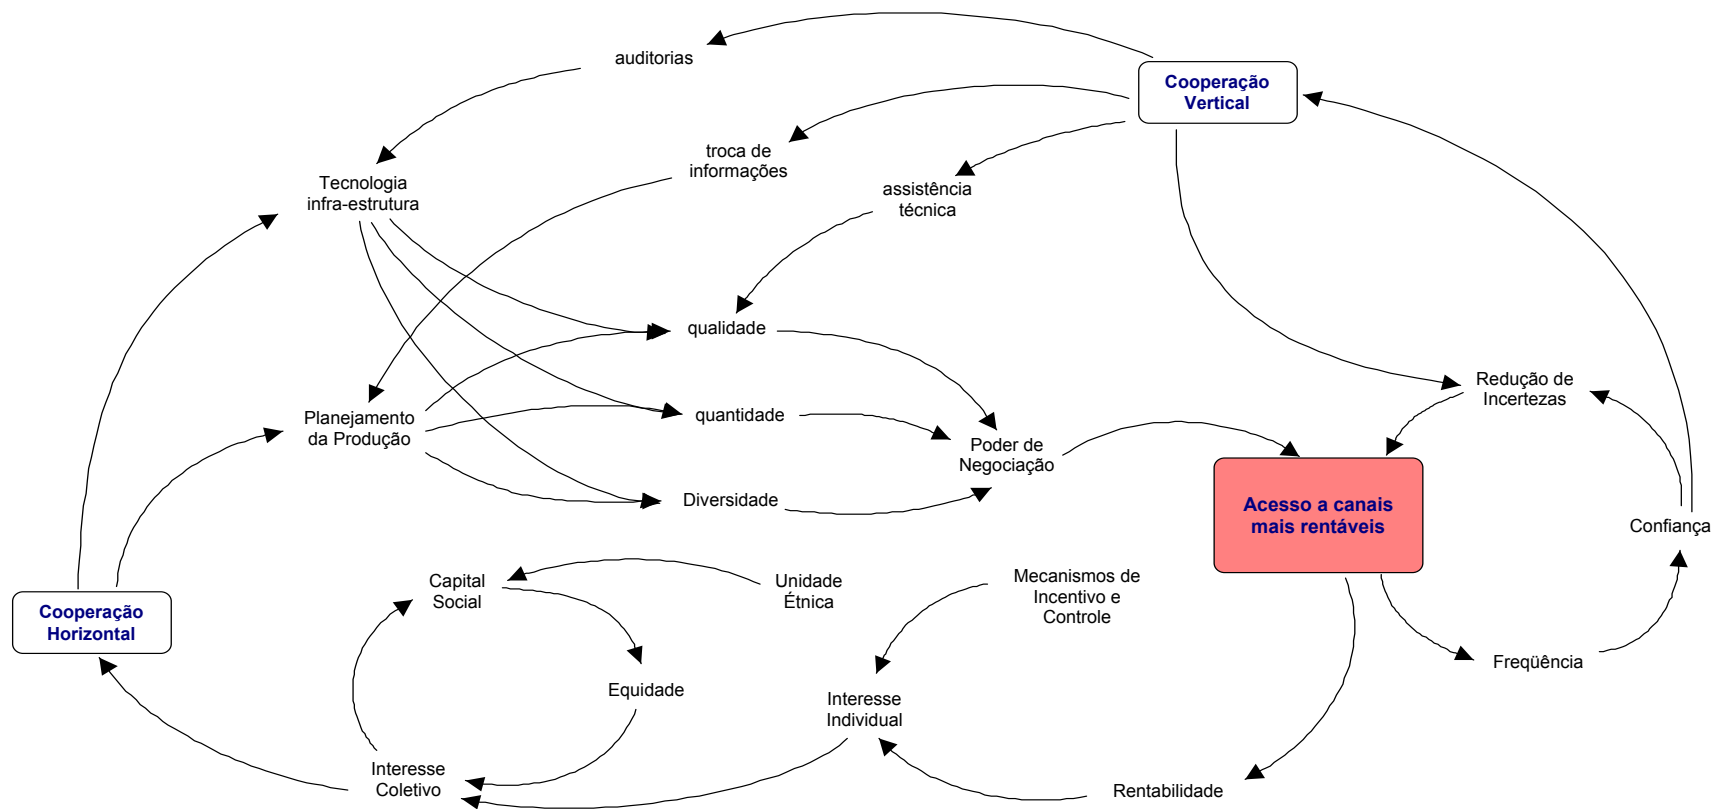 auditorias
Cooperação
Vertical
troca de
informações
Tecnologia
infra-estrutura
assistência
técnica
qualidade
Redução de
Incertezas
Planejamento
da Produção
quantidade
Poder de
Negociação
Diversidade
Acesso a canais
mais rentáveis
Confiança
Capital
Social
Unidade
Étnica
Mecanismos de
Incentivo e
Controle
Cooperação
Horizontal
Freqüência
Equidade
Interesse
Individual
Interesse
Coletivo
Rentabilidade